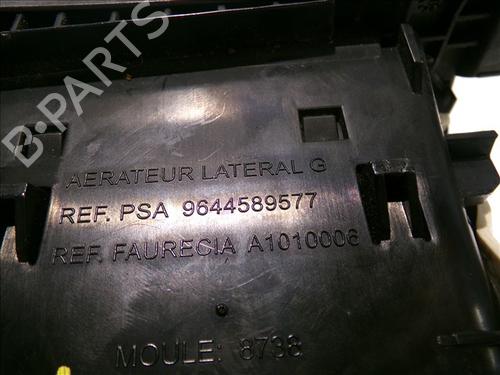 B-PARTS
AERATEUR LATERAL G
REF. PSA 9644589577
REF. FAURECIA A1010006
MOULE: 8738